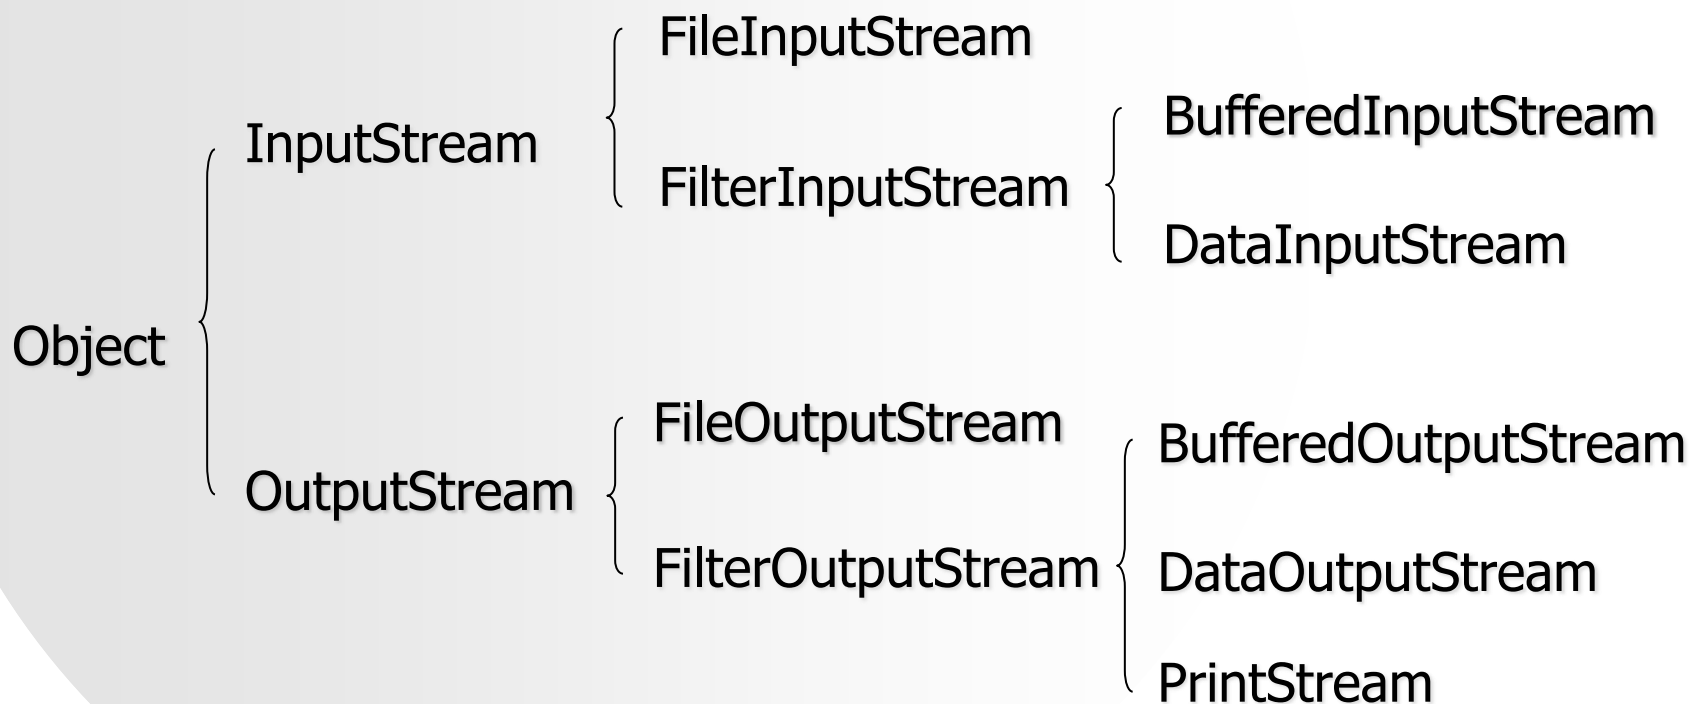 FileInputStream
BufferedInputStream
InputStream
FilterInputStream
DataInputStream
Object
FileOutputStream
BufferedOutputStream
OutputStream
FilterOutputStream
DataOutputStream
PrintStream